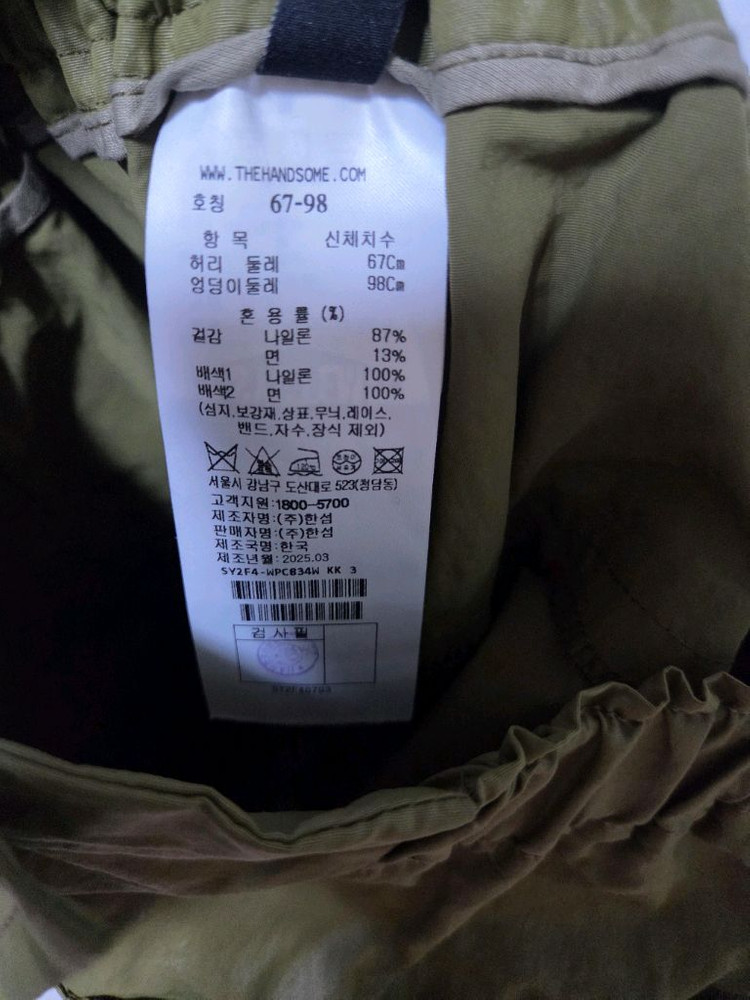 WWW.THEHANDSOME.COM
호칭 67-98
항 목 신체치수
허리 둘레 67Cm
엉덩이둘레 98Cm
혼 용 률 (%)
겉감 나일론 87%
면 13%
배색1 나일론 100%
배색2 면 100%
(심지,보강재,상표,무늬,레이스,
밴드,자수,장식 제외)
서울시 강남구 도산대로 523(청담동)
고객지원:1800-5700
제조자명:(주)한섬
판매자명:(주)한섬
제조국명:한국
제조년월:2025.03
SY2F4-WPC834W KK 3
검 사 필